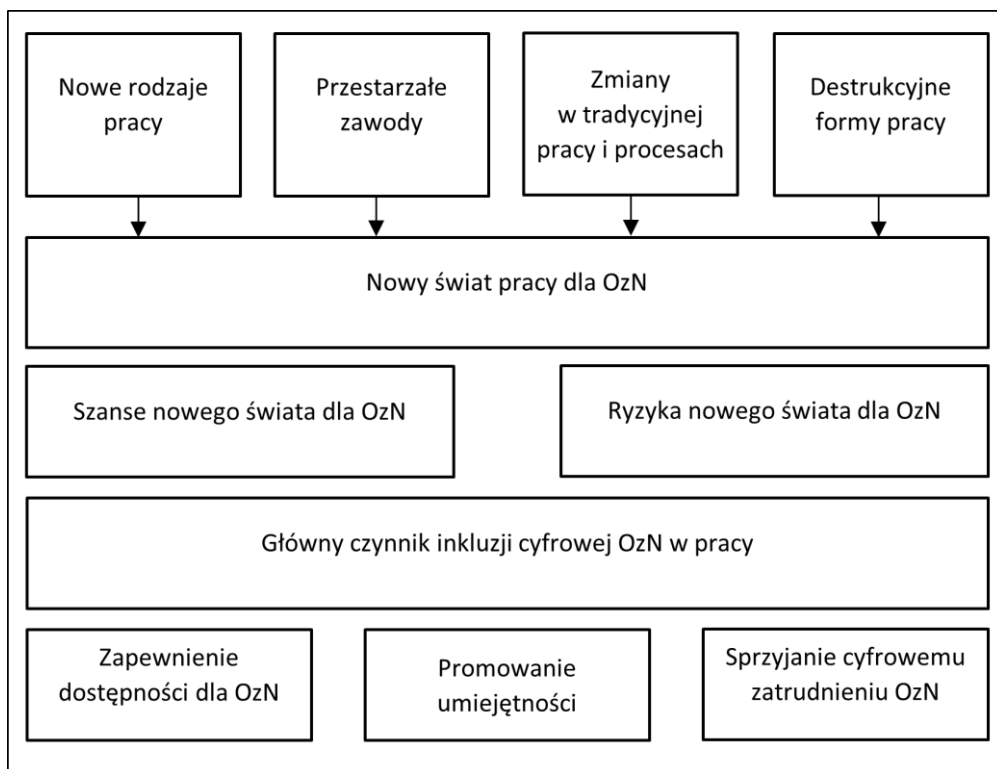 Nowe rodzaje
pracy
Przestarzałe
zawody
Zmiany
w tradycyjnej
pracy i procesach
Destrukcyjne
formy pracy
Nowy świat pracy dla OzN
Szanse nowego świata dla OzN
Ryzyka nowego świata dla OzN
Główny czynnik inkluzji cyfrowej OzN w pracy
Zapewnienie
dostępności dla OzN
Promowanie
umiejętności
Sprzyjanie cyfrowemu
zatrudnieniu OzN